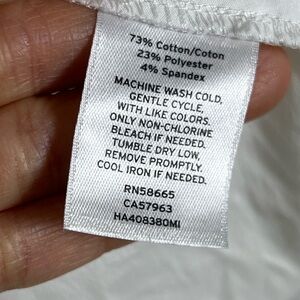 73% Cotton/Coton
23% Polyester
4% Spandex
MACHINE WASH COLD,
GENTLE CYCLE,
WITH LIKE COLORS.
ONLY NON-CHLORINE
BLEACH IF NEEDED.
TUMBLE DRY LOW,
REMOVE PROMPTLY.
COOL IRON IF NEEDED.
RN58665
CA57963
HA408380MI